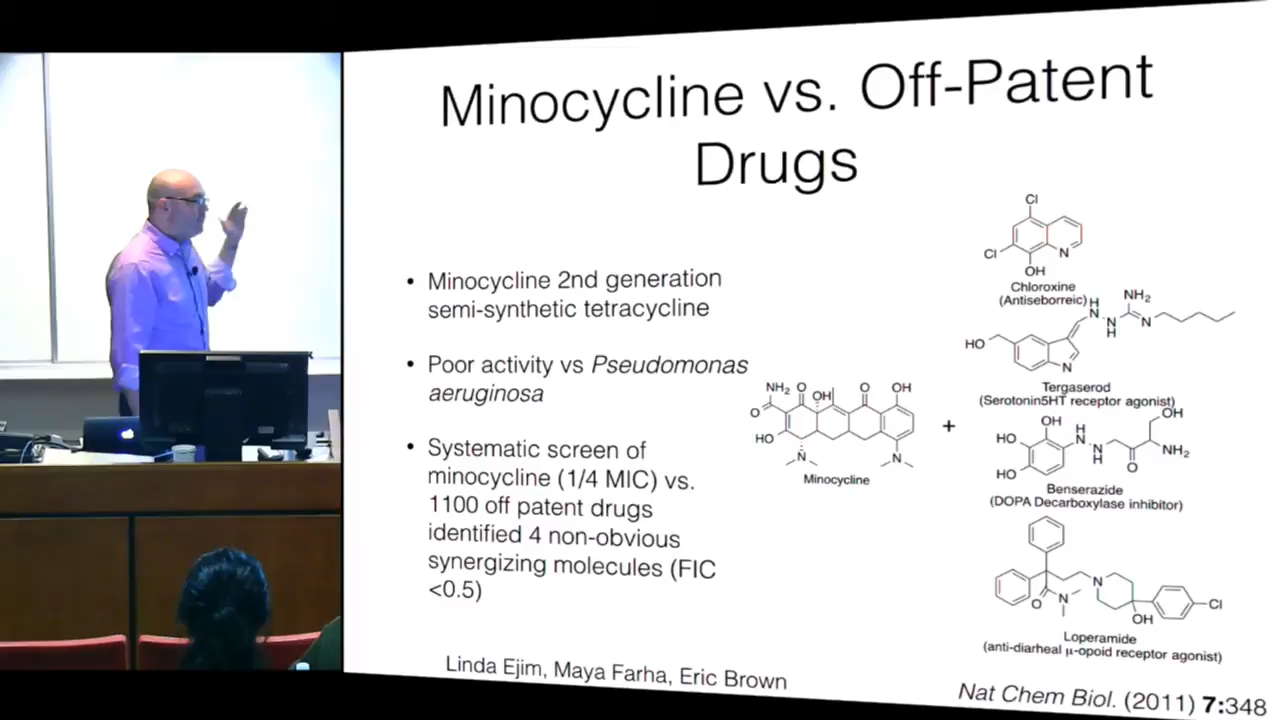 Minocycline vs. Off-Patent
Drugs
• Minocycline 2nd generation
semi-synthetic tetracycline
• Poor activity vs Pseudomonas
aeruginosa
• Systematic screen of
minocycline (1/4 MIC) vs.
1100 off patent drugs
identified 4 non-obvious
synergizing molecules (FIC
<0.5)
NH₂ O OH O OH
O
HO
N N
Minocycline
+
Cl
Cl N
OH
Chloroxine
(Antiseborreic)
H NH₂
N
N N
H
HO
N
Tergaserod
(Serotonin5HT receptor agonist)
OH
OH H
HO N
N NH₂
H O
HO
Benserazide
(DOPA Decarboxylase inhibitor)
N
O N Cl
OH
Loperamide
(anti-diarheal µ-opoid receptor agonist)
Linda Ejim, Maya Farha, Eric Brown
Nat Chem Biol. (2011) 7:348